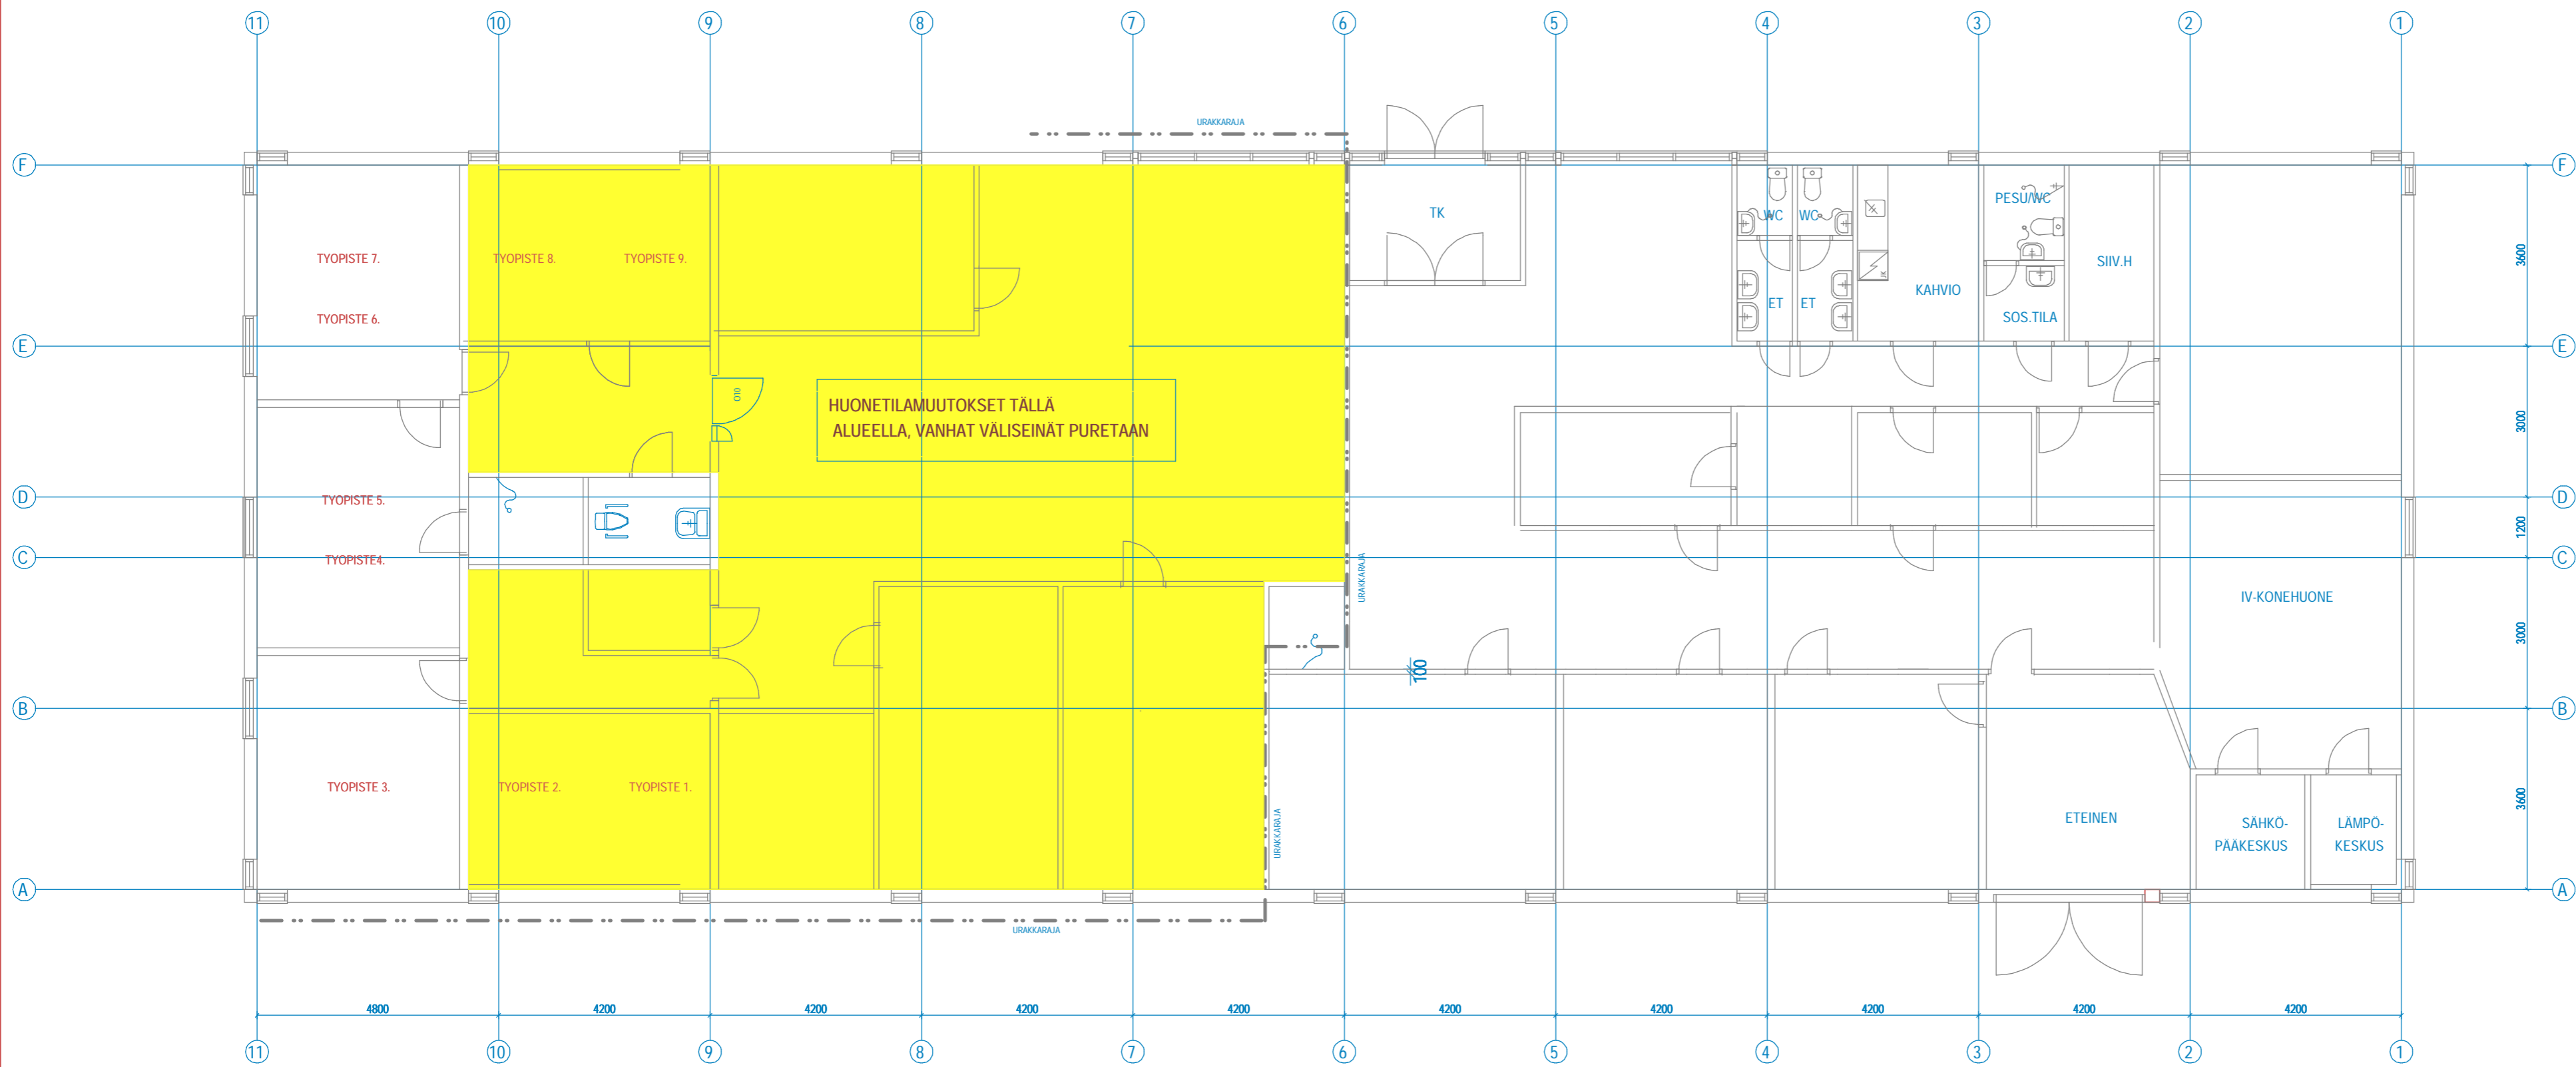 11 10 9 8 7 6 5 4 3 2 1
URAKKARAJA
F F
TK
WC WC
PESU/WC
TYOPISTE 7. TYOPISTE 8. TYOPISTE 9.
SIIV.H
3600
KAHVIO
ET ET
TYOPISTE 6.
SOS.TILA
JK
E E
O10
HUONETILAMUUTOKSET TÄLLÄ
ALUEELLA, VANHAT VÄLISEINÄT PURETAAN
3000
D D
TYOPISTE 5.
1200
TYOPISTE4.
C C
URAKKARAJA
IV-KONEHUONE
3000
100
B B
TYOPISTE 3. TYOPISTE 2. TYOPISTE 1.
3600
ETEINEN
SÄHKÖ-
PÄÄKESKUS
LÄMPÖ-
KESKUS
URAKKARAJA
A A
URAKKARAJA
4800 4200 4200 4200 4200 4200 4200 4200 4200 4200
11 10 9 8 7 6 5 4 3 2 1